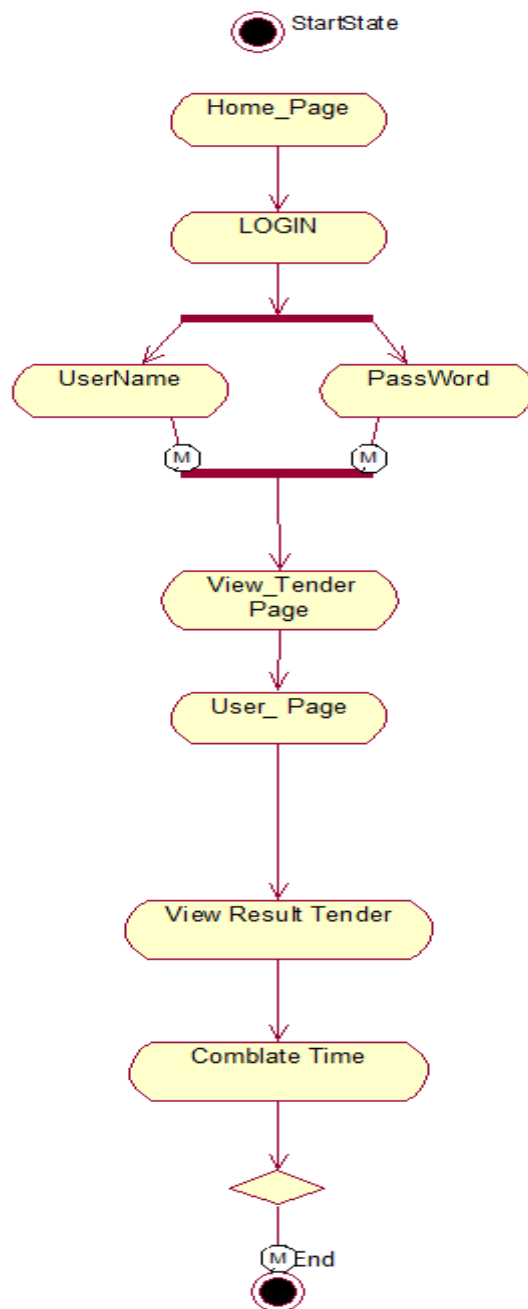 StartState
Home_Page
LOGIN
UserName
PassWord
M
M
View_Tender
Page
User_ Page
View Result Tender
Comblate Time
M
End